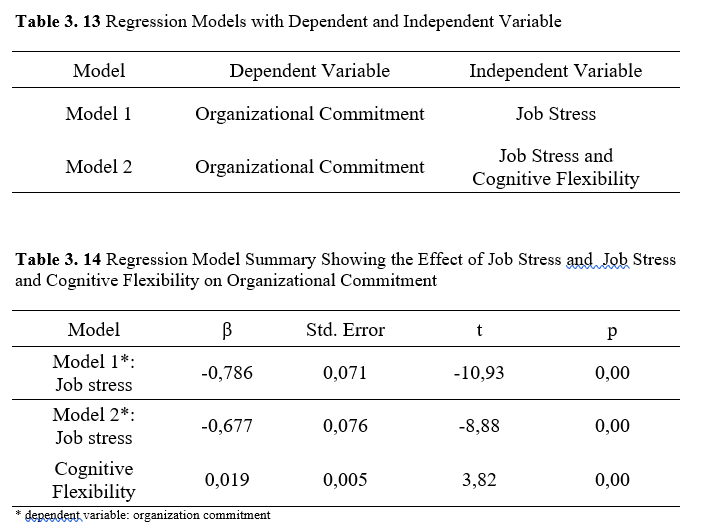 Table 3. 13 Regression Models with Dependent and Independent Variable
Model Dependent Variable Independent Variable
Model 1 Organizational Commitment Job Stress
Model 2 Organizational Commitment Job Stress and
Cognitive Flexibility
Table 3. 14 Regression Model Summary Showing the Effect of Job Stress and Job Stress
and Cognitive Flexibility on Organizational Commitment
Model β Std. Error t p
Model 1*:
Job stress -0,786 0,071 -10,93 0,00
Model 2*:
Job stress -0,677 0,076 -8,88 0,00
Cognitive
Flexibility 0,019 0,005 3,82 0,00
* dependent variable: organization commitment